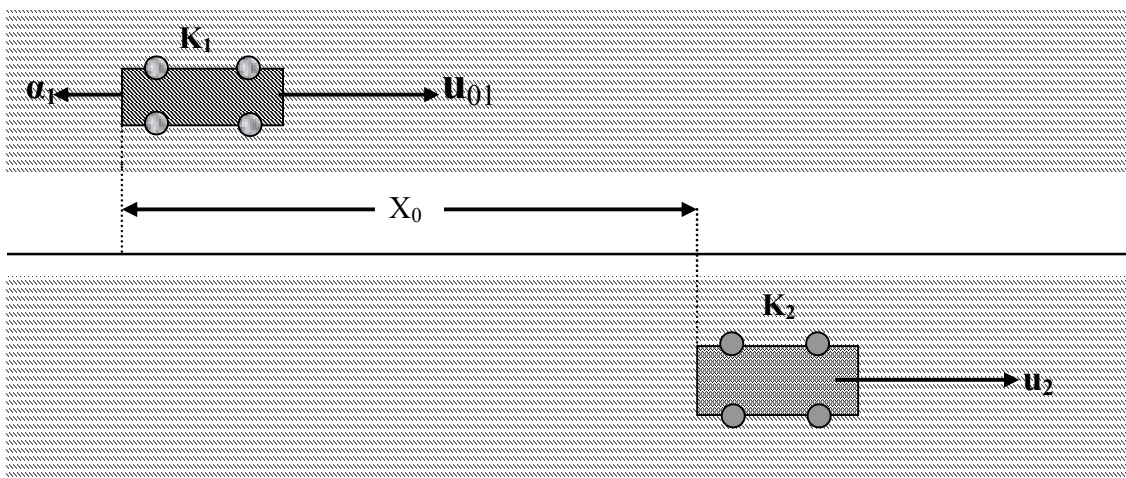 K₁
α₁ u₀₁
X₀
K₂
u₂